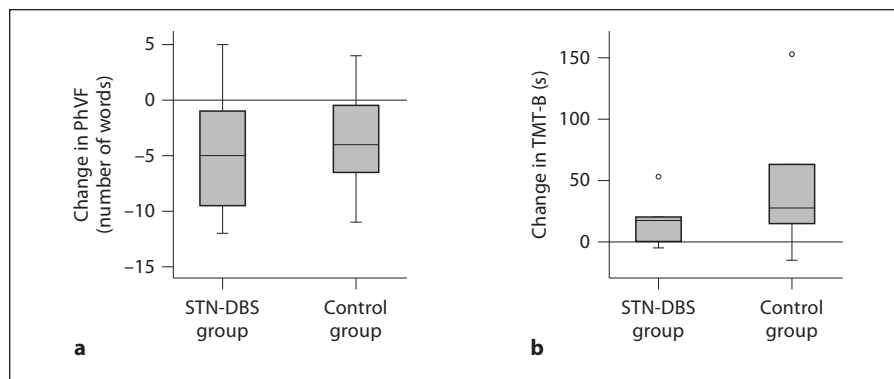 Change in PhVF
(number of words)
5
0
−5
−10
−15
STN-DBS
group
Control
group
a
Change in TMT-B (s)
150
100
50
0
STN-DBS
group
Control
group
b